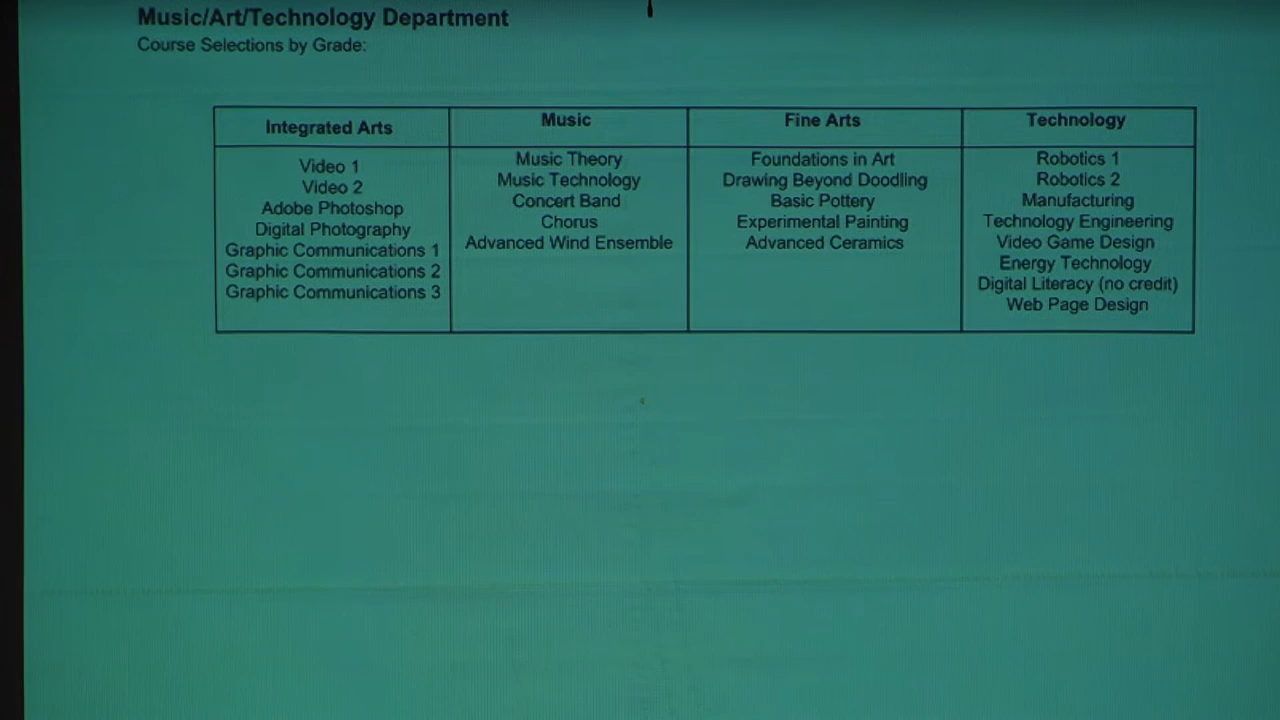 Music/Art/Technology Department
Course Selections by Grade:
Integrated Arts
Video 1
Video 2
Adobe Photoshop
Digital Photography
Graphic Communications 1
Graphic Communications 2
Graphic Communications 3
Music
Music Theory
Music Technology
Concert Band
Chorus
Advanced Wind Ensemble
Fine Arts
Foundations in Art
Drawing Beyond Doodling
Basic Pottery
Experimental Painting
Advanced Ceramics
Technology
Robotics 1
Robotics 2
Manufacturing
Technology Engineering
Video Game Design
Energy Technology
Digital Literacy (no credit)
Web Page Design